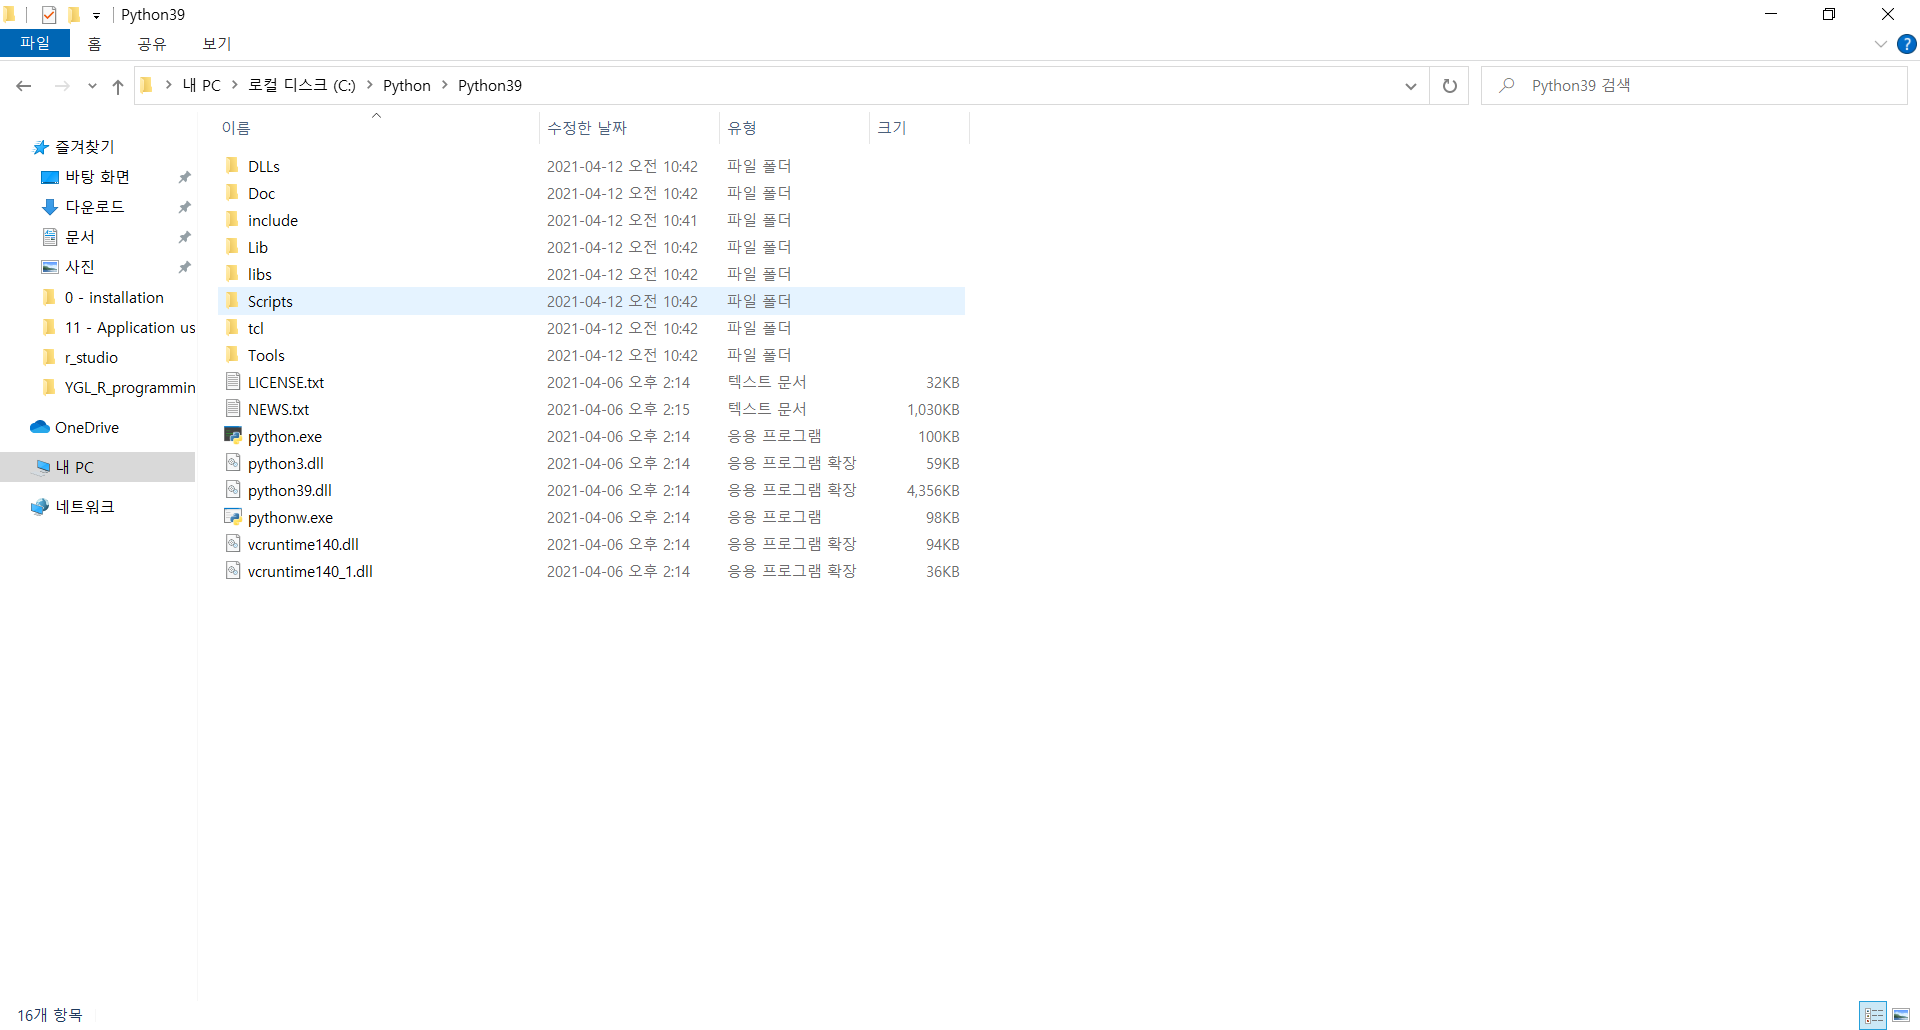 Python39
파일 홈 공유 보기
내 PC 로컬 디스크 (C:) Python Python39
Python39 검색
즐겨찾기
바탕 화면
다운로드
문서
사진
0 - installation
11 - Application us
r_studio
YGL_R_programmin
OneDrive
내 PC
네트워크
이름 수정한 날짜 유형 크기
DLLs 2021-04-12 오전 10:42 파일 폴더
Doc 2021-04-12 오전 10:42 파일 폴더
include 2021-04-12 오전 10:41 파일 폴더
Lib 2021-04-12 오전 10:42 파일 폴더
libs 2021-04-12 오전 10:42 파일 폴더
Scripts 2021-04-12 오전 10:42 파일 폴더
tcl 2021-04-12 오전 10:42 파일 폴더
Tools 2021-04-12 오전 10:42 파일 폴더
LICENSE.txt 2021-04-06 오후 2:14 텍스트 문서 32KB
NEWS.txt 2021-04-06 오후 2:15 텍스트 문서 1,030KB
python.exe 2021-04-06 오후 2:14 응용 프로그램 100KB
python3.dll 2021-04-06 오후 2:14 응용 프로그램 확장 59KB
python39.dll 2021-04-06 오후 2:14 응용 프로그램 확장 4,356KB
pythonw.exe 2021-04-06 오후 2:14 응용 프로그램 98KB
vcruntime140.dll 2021-04-06 오후 2:14 응용 프로그램 확장 94KB
vcruntime140_1.dll 2021-04-06 오후 2:14 응용 프로그램 확장 36KB
16개 항목